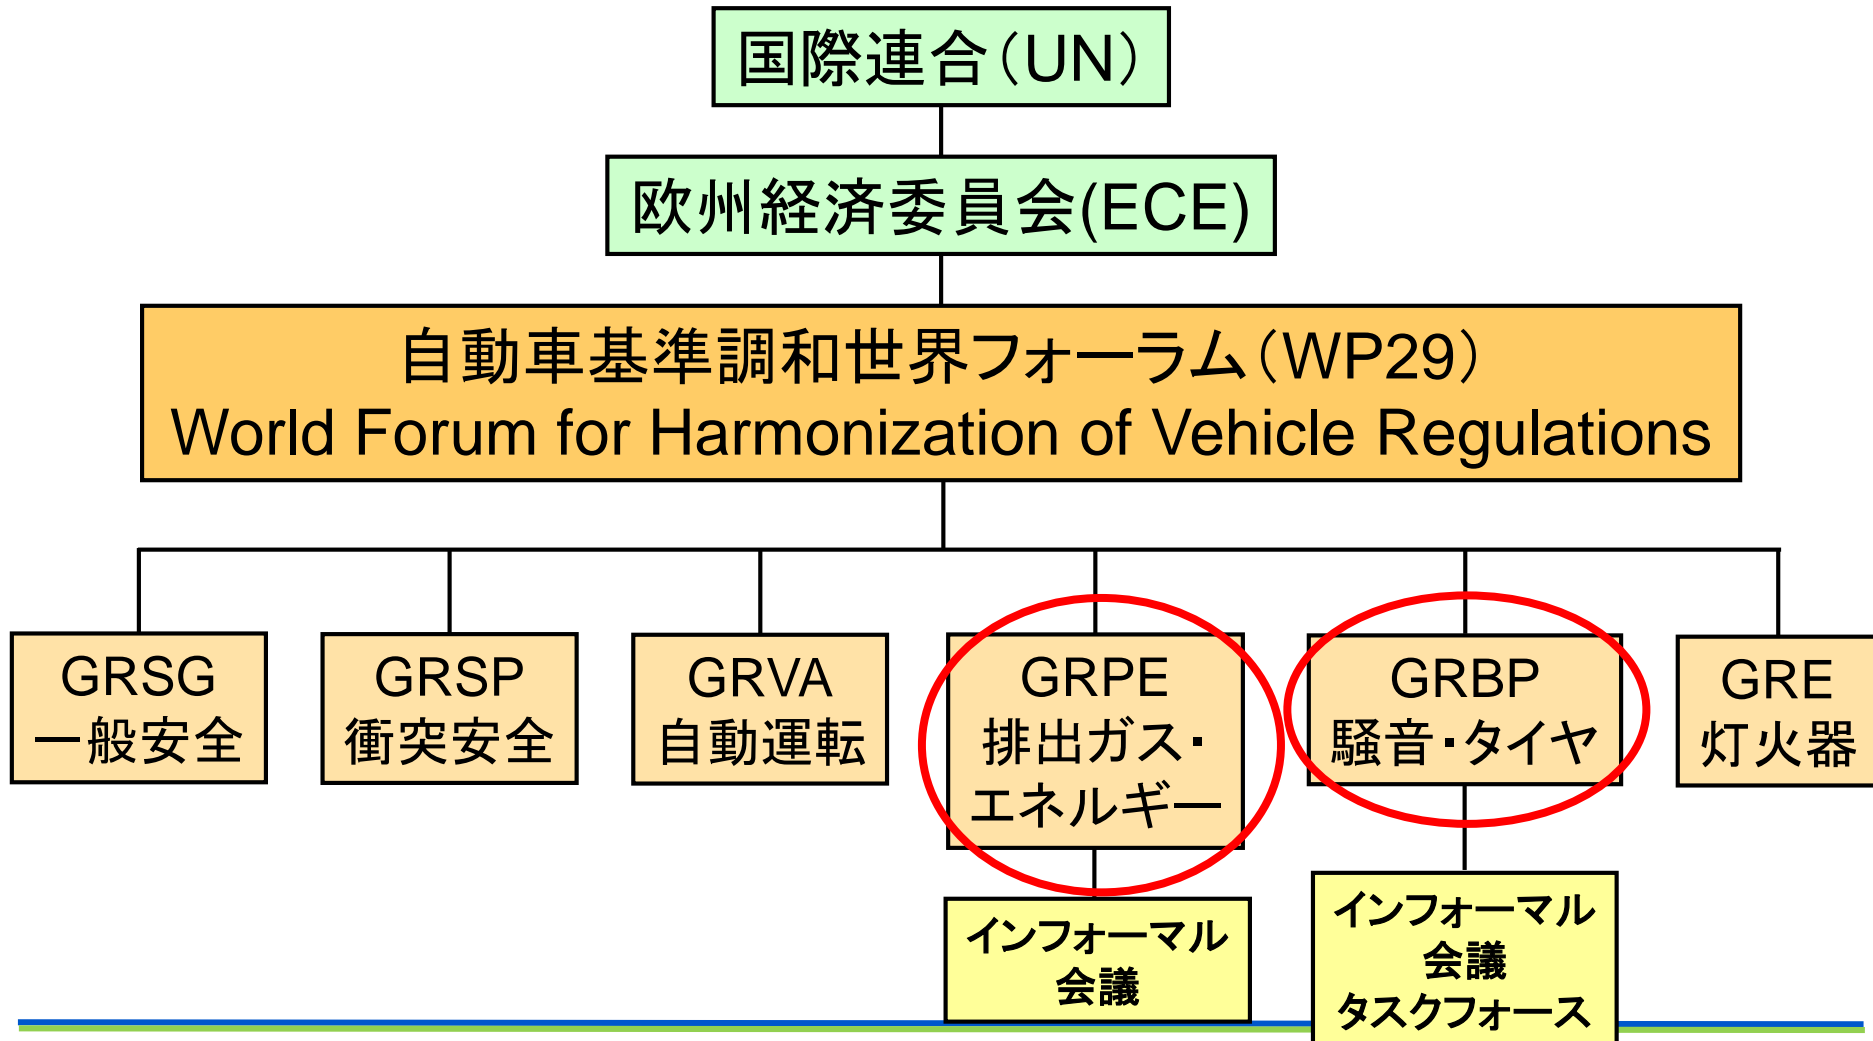 国際連合（UN）
欧州経済委員会(ECE)
自動車基準調和世界フォーラム（WP29）
World Forum for Harmonization of Vehicle Regulations
GRSG
一般安全
GRSP
衝突安全
GRVA
自動運転
GRPE
排出ガス・
エネルギー
GRBP
騒音・タイヤ
GRE
灯火器
インフォーマル
会議
インフォーマル
会議
タスクフォース